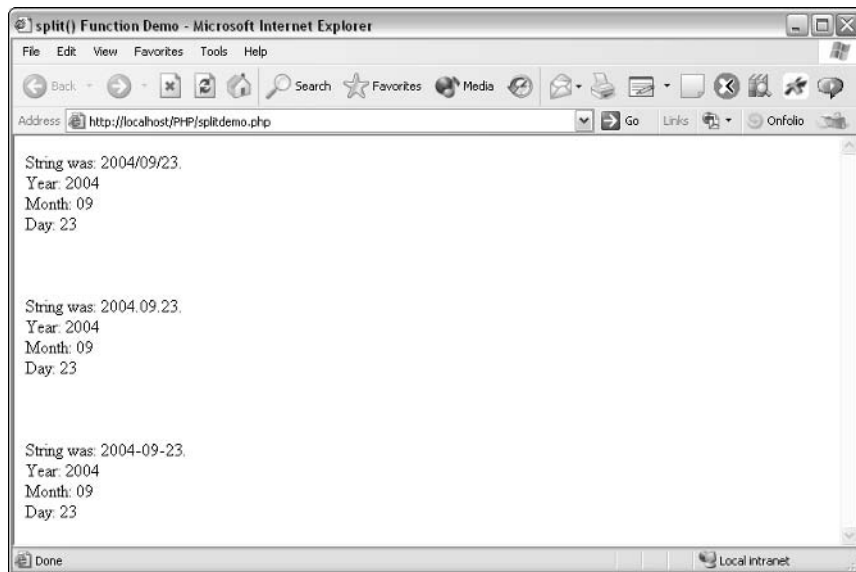 split() Function Demo - Microsoft Internet Explorer
File Edit View Favorites Tools Help
Back Search Favorites Media
Address http://localhost/PHP/splitdemo.php Go Links Onfolio
String was: 2004/09/23.
Year: 2004
Month: 09
Day: 23
String was: 2004.09.23.
Year: 2004
Month: 09
Day: 23
String was: 2004-09-23.
Year: 2004
Month: 09
Day: 23
Done Local intranet